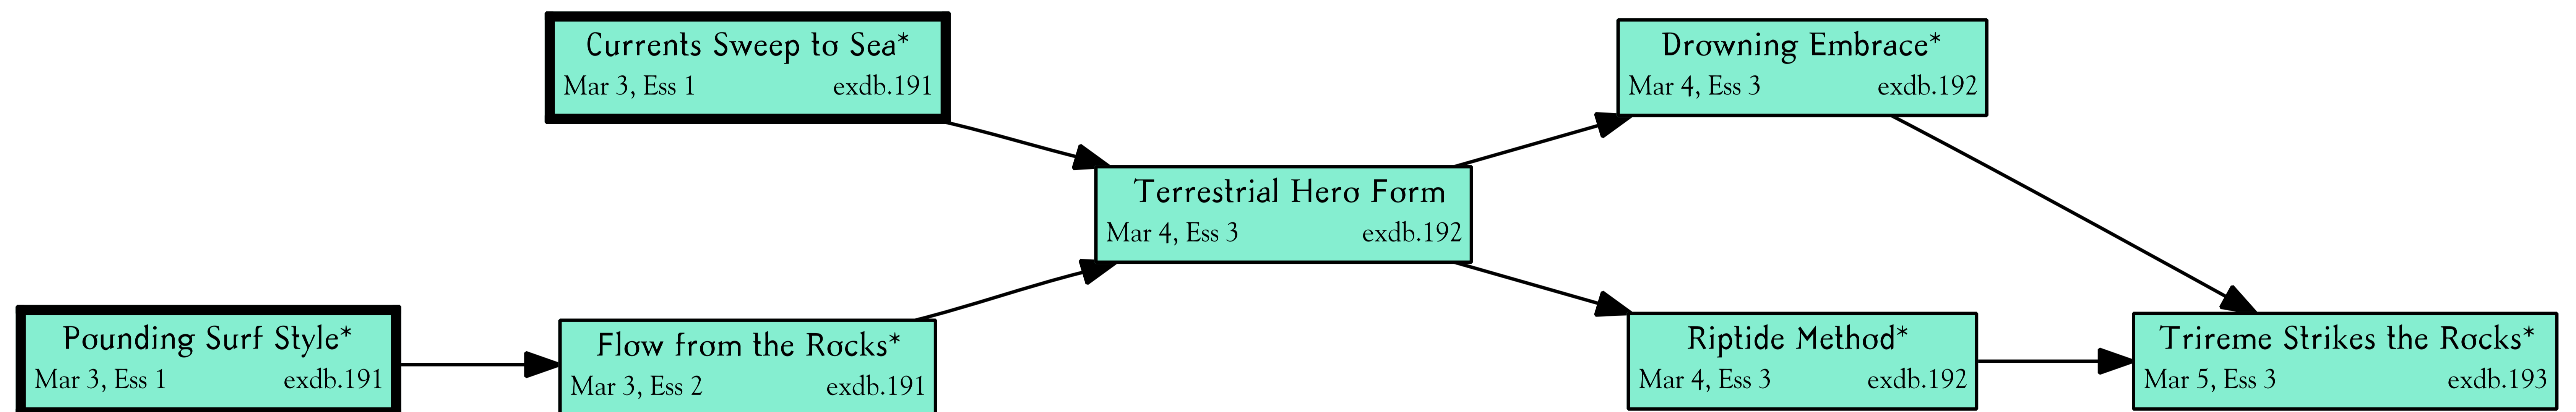 Currents Sweep to Sea*
Mar 3, Ess 1 exdb.191
Drowning Embrace*
Mar 4, Ess 3 exdb.192
Terrestrial Hero Form
Mar 4, Ess 3 exdb.192
Pounding Surf Style*
Mar 3, Ess 1 exdb.191
Flow from the Rocks*
Mar 3, Ess 2 exdb.191
Riptide Method*
Mar 4, Ess 3 exdb.192
Trireme Strikes the Rocks*
Mar 5, Ess 3 exdb.193